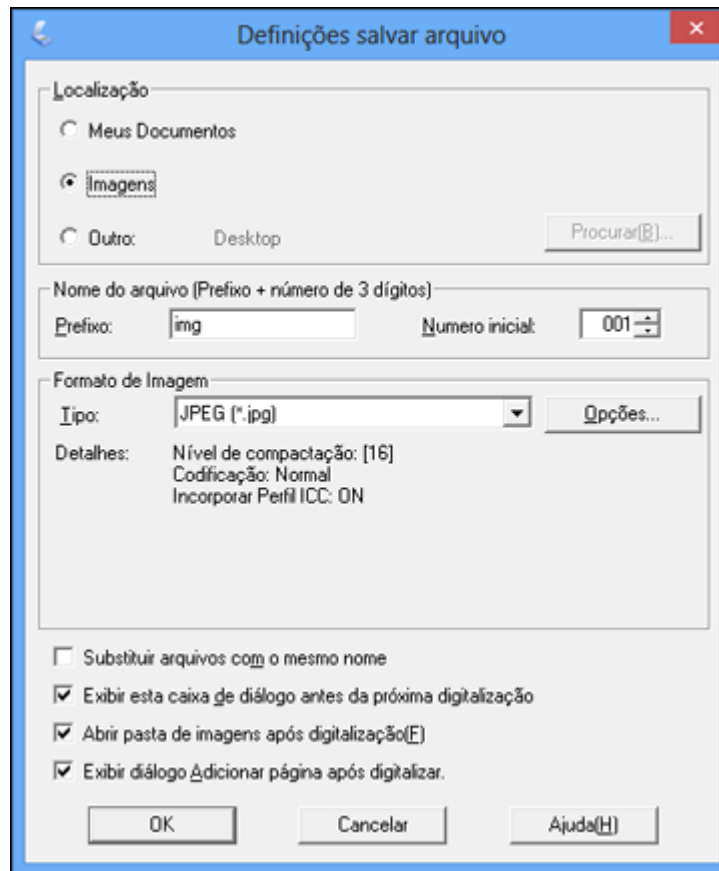 Definições salvar arquivo
Localização
Meus Documentos
Imagens
Outro: Desktop Procurar(B)...
Nome do arquivo (Prefixo + número de 3 dígitos)
Prefixo: img Numero inicial: 001
Formato de Imagem
Tipo: JPEG (*.jpg) Opções...
Detalhes: Nível de compactação: [16]
Codificação: Normal
Incorporar Perfil ICC: ON
Substituir arquivos com o mesmo nome
Exibir esta caixa de diálogo antes da próxima digitalização
Abrir pasta de imagens após digitalização(F)
Exibir diálogo Adicionar página após digitalizar.
OK Cancelar Ajuda(H)